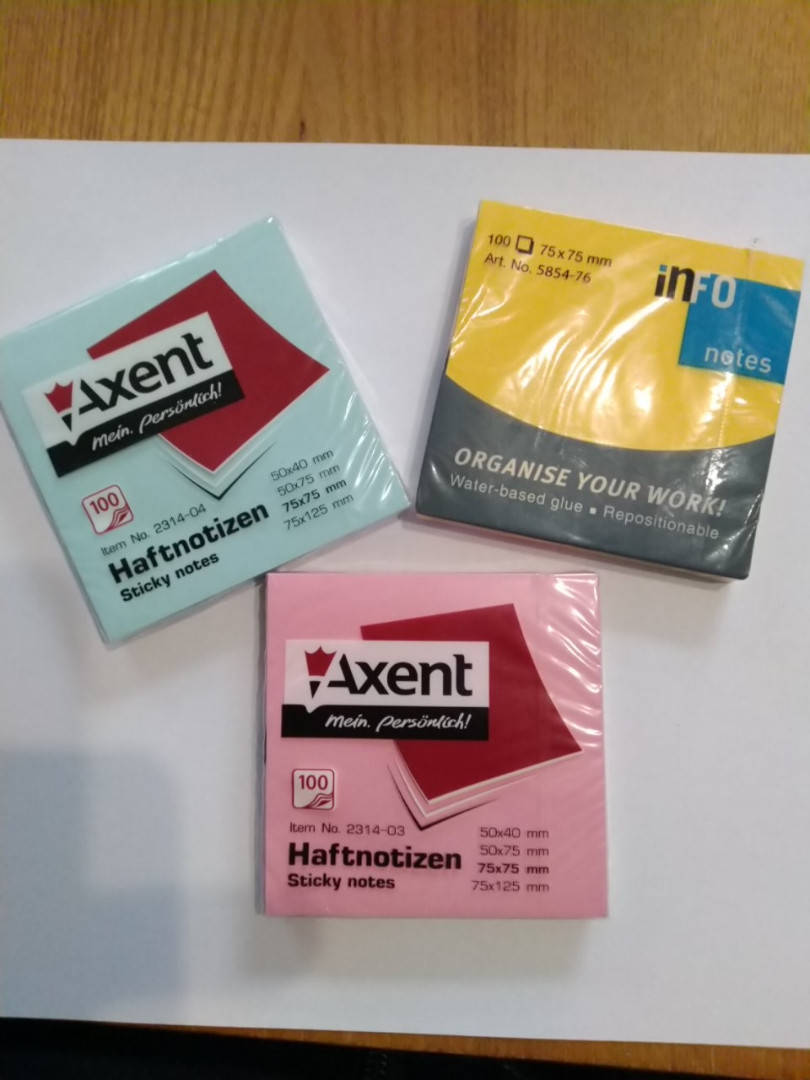 Axent
mein. persönlich!
100
Item No. 2314-04
Haftnotizen
Sticky notes
50x40 mm
50x75 mm
75x75 mm
75x125 mm
100 75 x 75 mm
Art. No. 5854-76
inFO
notes
ORGANISE YOUR WORK!
Water-based glue ▪ Repositionable
Axent
mein. persönlich!
100
Item No. 2314-03
Haftnotizen
Sticky notes
50x40 mm
50x75 mm
75x75 mm
75x125 mm